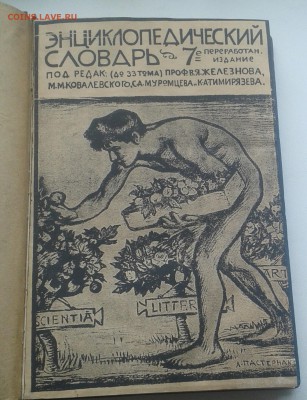 COINS.LAVE.RU
ЭНЦИКЛОПЕДИЧЕСКИЙ
СЛОВАРЬ 7е ПЕРЕРАБОТАН.
ИЗДАНИЕ
ПОД РЕДАК: (ДО 33 ТОМА) ПРОФ. В.Я. ЖЕЛЕЗНОВА,
М.М. КОВАЛЕВСКОГО, С.А. МУРОМЦЕВА и К.А. ТИМИРЯЗЕВА.
CIENTIA
LITTER
ART
Л. ПАСТЕРНАК